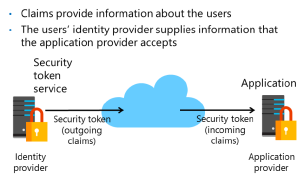 • Claims provide information about the users
• The users' identity provider supplies information that
the application provider accepts
Security
token
service
Application
Security token
(outgoing
claims)
Security token
(incoming
claims)
Identity
provider
Application
provider